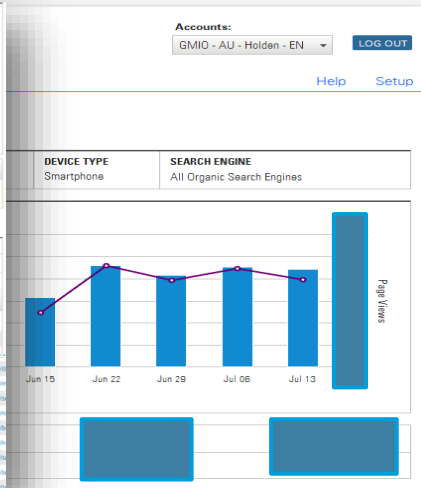 Accounts:
GMIO - AU - Holden - EN
LOG OUT
Help Setup
DEVICE TYPE SEARCH ENGINE
Smartphone All Organic Search Engines
Page Views
Jun 15 Jun 22 Jun 29 Jul 06 Jul 13